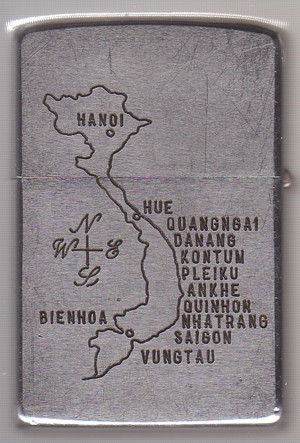 HANOI
HUE
QUANGNGAI
DANANG
KONTUM
PLEIKU
ANKHE
QUINHON
NHATRANG
SAIGON
VUNGTAU
BIENHOA
N
W E
S